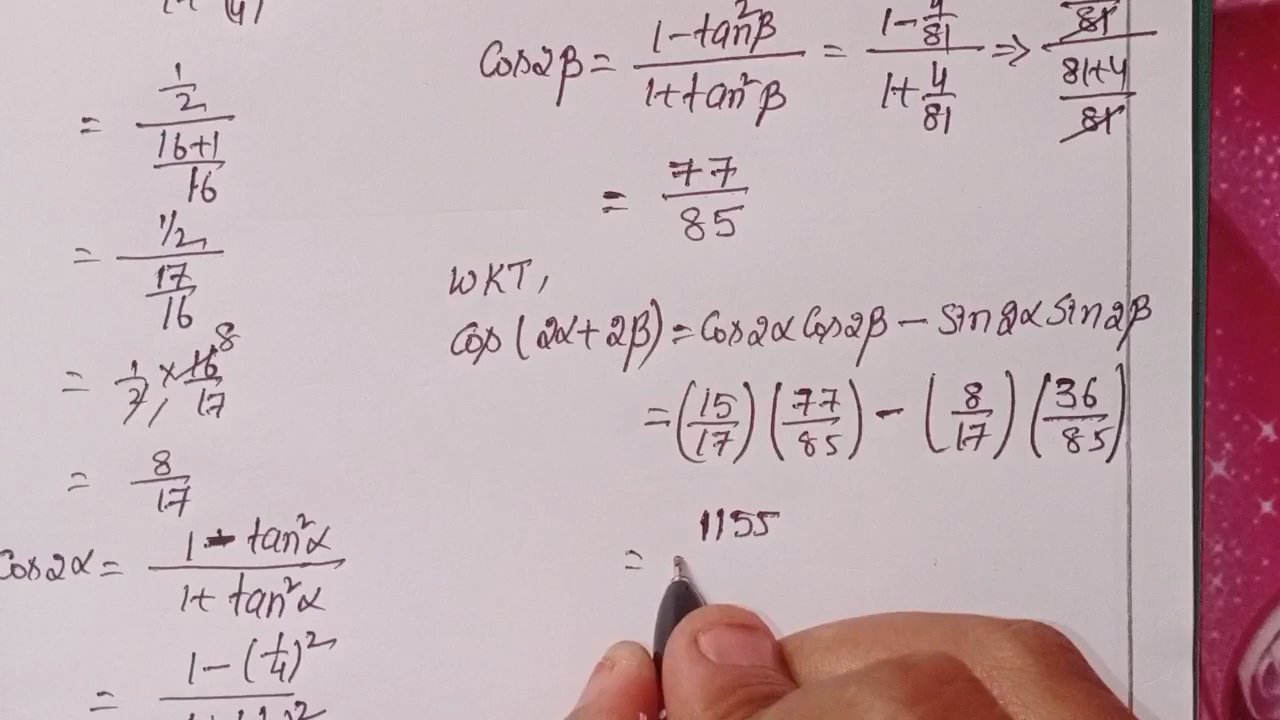 = 1/2 / (16+1)/16
= 1/2 / 17/16
= 1/2 × 16/17 8
= 8/17
Cos2α = 1 - tan²α / 1 + tan²α
= 1 - (1/4)²
Cos2β = 1 - tan²β / 1 + tan²β = 1 - 4/81 / 1 + 4/81 ⇒ 81 / (81+4)/81
= 77/85
WKT,
Cos (2α + 2β) = Cos2α Cos2β - Sin2α Sin2β
= (15/17) (77/85) - (8/17) (36/85)
= 1155